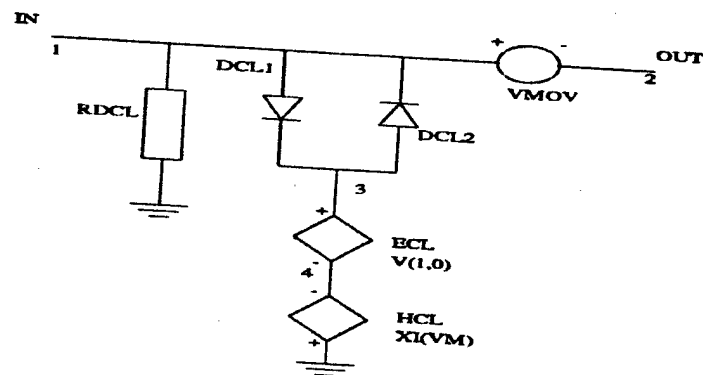 IN
1
+ -
OUT
2
VMOV
DCL1
RDCL
DCL2
3
+
ECL
V(1,0)
-
4
-
HCL
XI(VM)
+